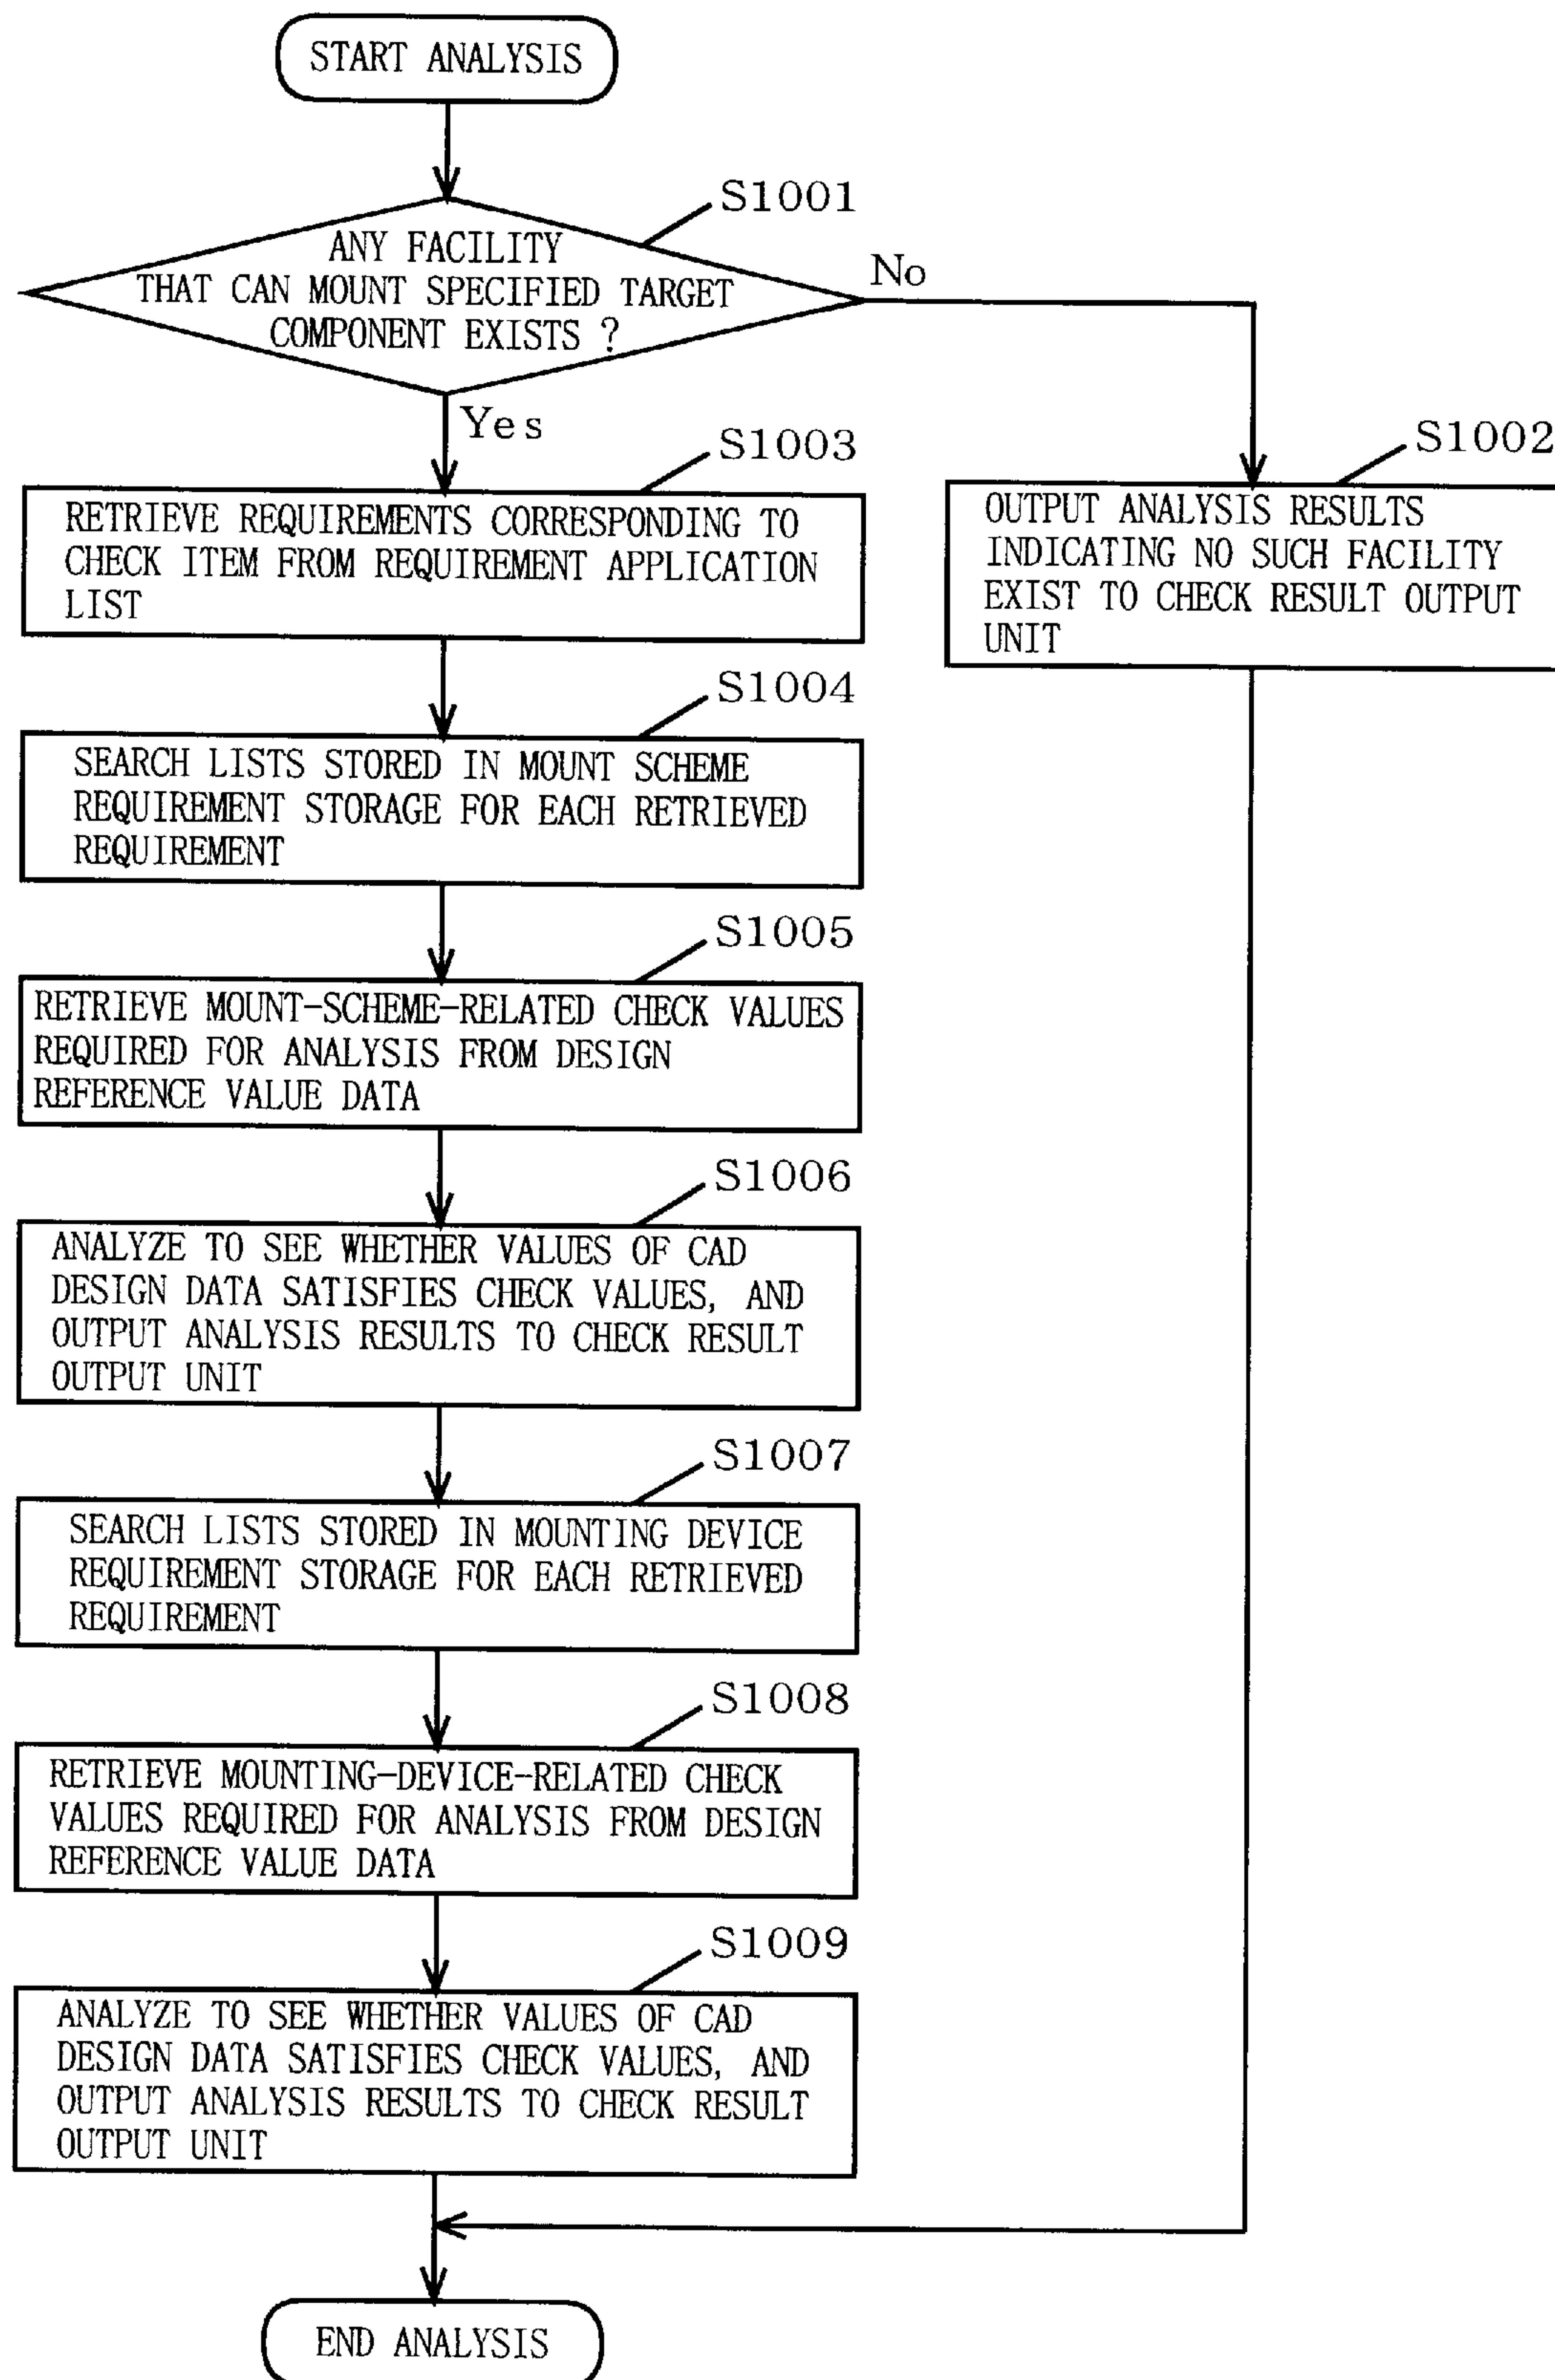 START ANALYSIS
S1001
ANY FACILITY
THAT CAN MOUNT SPECIFIED TARGET
COMPONENT EXISTS ?
No
Yes
S1002
OUTPUT ANALYSIS RESULTS
INDICATING NO SUCH FACILITY
EXIST TO CHECK RESULT OUTPUT
UNIT
S1003
RETRIEVE REQUIREMENTS CORRESPONDING TO
CHECK ITEM FROM REQUIREMENT APPLICATION
LIST
S1004
SEARCH LISTS STORED IN MOUNT SCHEME
REQUIREMENT STORAGE FOR EACH RETRIEVED
REQUIREMENT
S1005
RETRIEVE MOUNT-SCHEME-RELATED CHECK VALUES
REQUIRED FOR ANALYSIS FROM DESIGN
REFERENCE VALUE DATA
S1006
ANALYZE TO SEE WHETHER VALUES OF CAD
DESIGN DATA SATISFIES CHECK VALUES, AND
OUTPUT ANALYSIS RESULTS TO CHECK RESULT
OUTPUT UNIT
S1007
SEARCH LISTS STORED IN MOUNTING DEVICE
REQUIREMENT STORAGE FOR EACH RETRIEVED
REQUIREMENT
S1008
RETRIEVE MOUNTING-DEVICE-RELATED CHECK
VALUES REQUIRED FOR ANALYSIS FROM DESIGN
REFERENCE VALUE DATA
S1009
ANALYZE TO SEE WHETHER VALUES OF CAD
DESIGN DATA SATISFIES CHECK VALUES, AND
OUTPUT ANALYSIS RESULTS TO CHECK RESULT
OUTPUT UNIT
END ANALYSIS